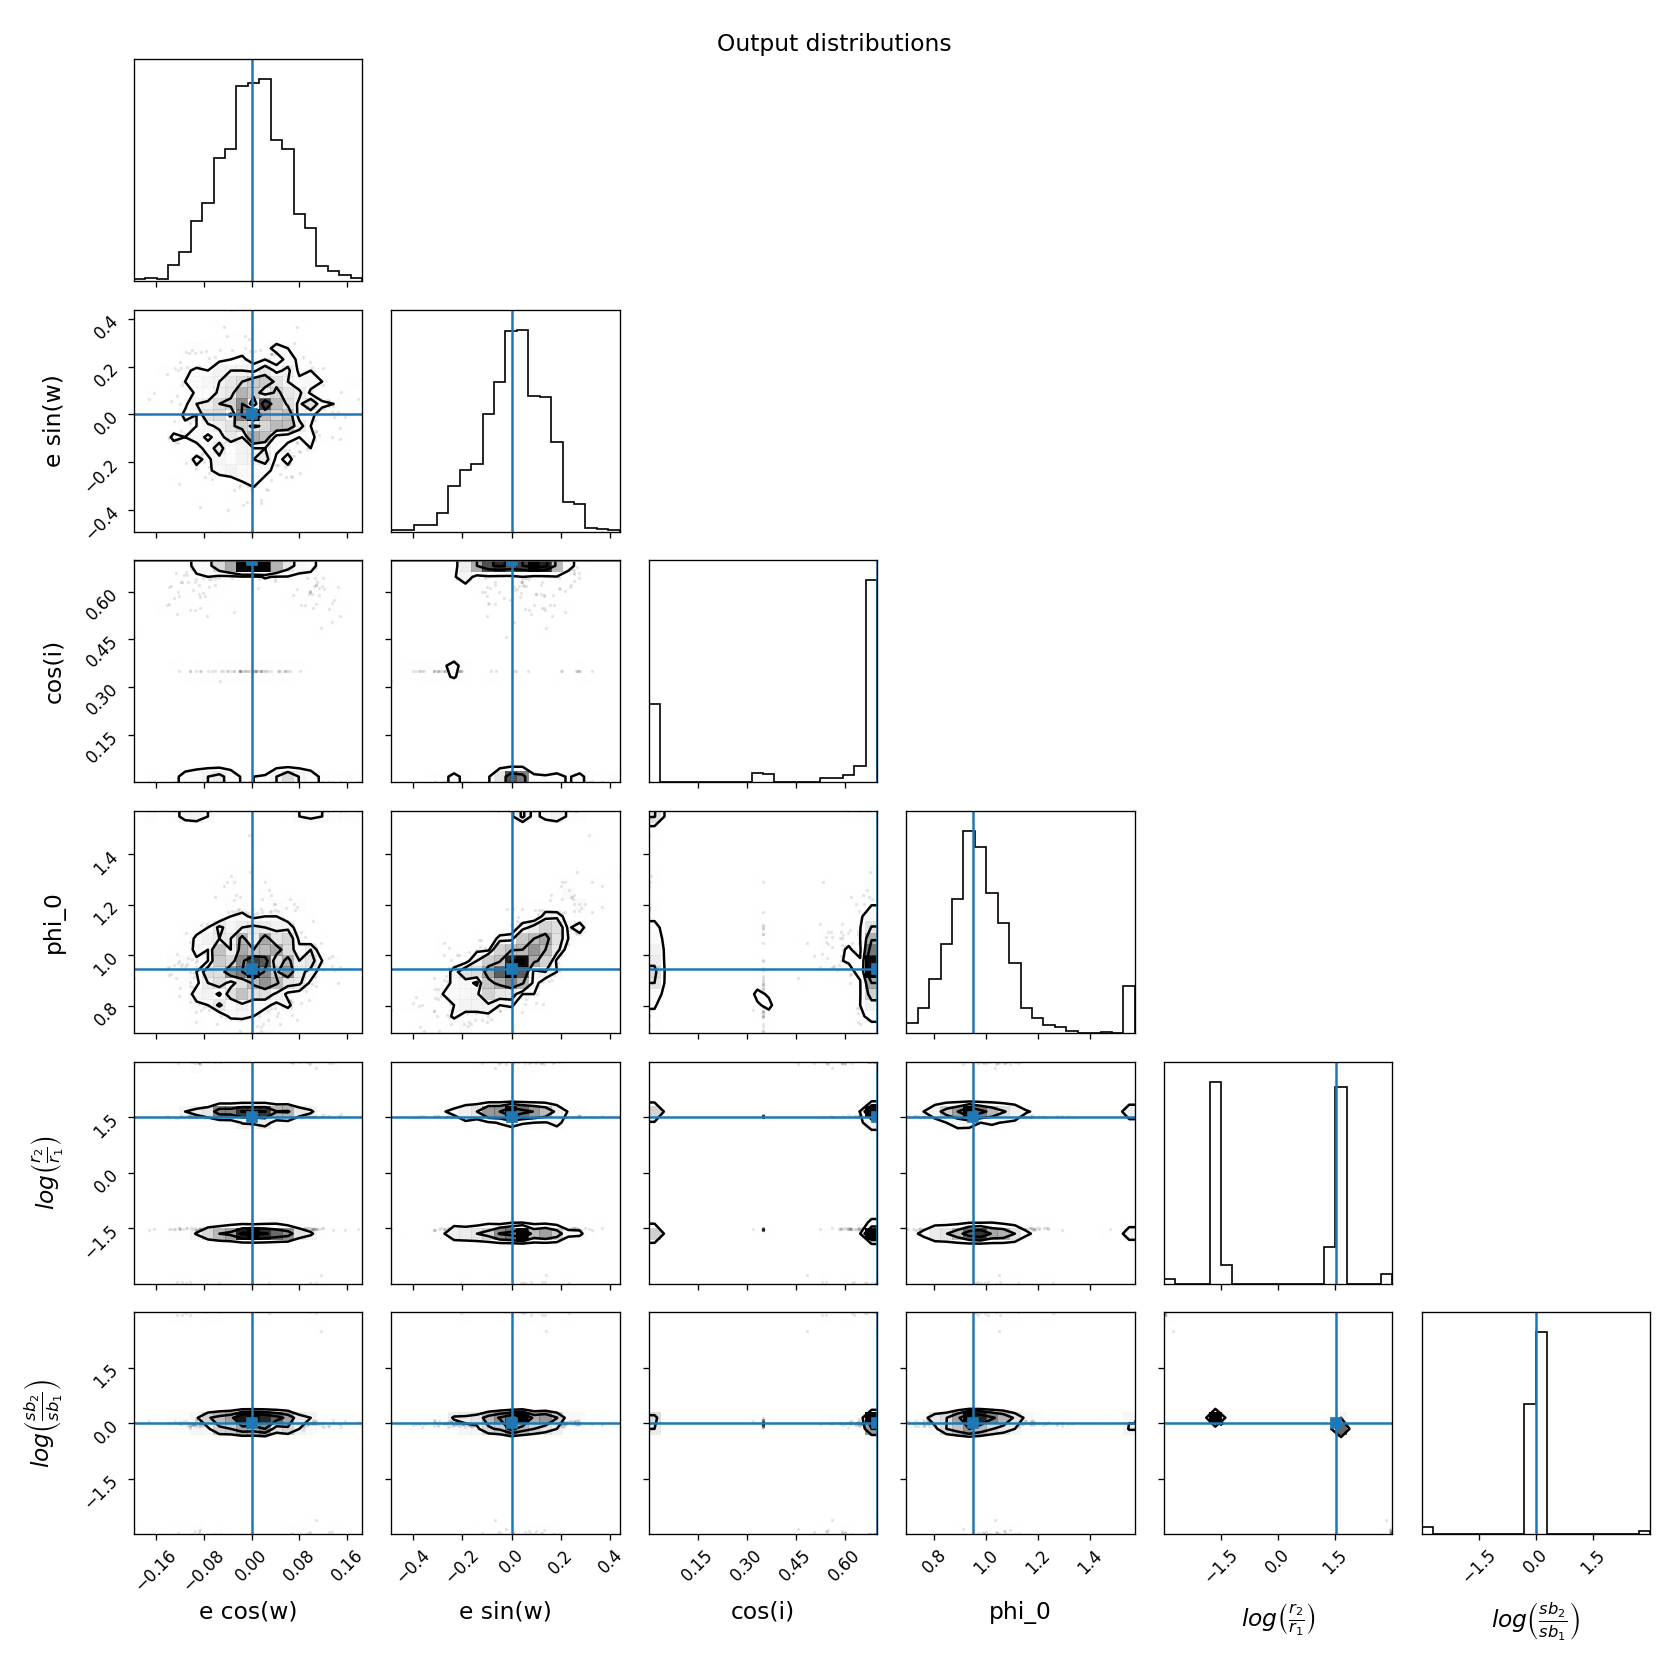 Output distributions
0.4
0.2
0.0
−0.2
−0.4
e sin(w)
0.60
0.45
0.30
0.15
cos(i)
1.4
1.2
1.0
0.8
phi_0
1.5
0.0
−1.5
log(r2/r1)
1.5
0.0
−1.5
log(sb2/sb1)
−0.16 −0.08 0.00 0.08 0.16 −0.4 −0.2 0.0 0.2 0.4 0.15 0.30 0.45 0.60 0.8 1.0 1.2 1.4 −1.5 0.0 1.5 −1.5 0.0 1.5
e cos(w) e sin(w) cos(i) phi_0 log(r2/r1) log(sb2/sb1)